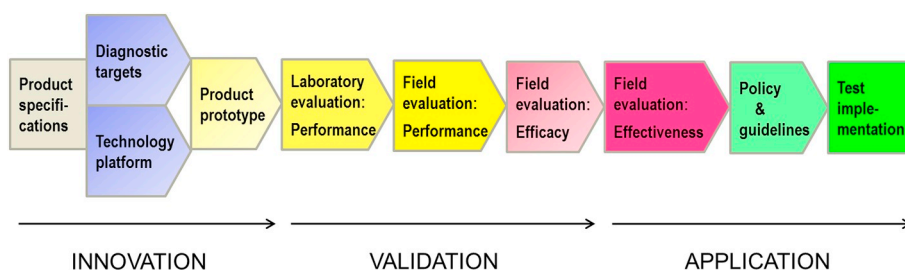 Product
specifi-
cations
Diagnostic
targets
Technology
platform
Product
prototype
Laboratory
evaluation:
Performance
Field
evaluation:
Performance
Field
evaluation:
Efficacy
Field
evaluation:
Effectiveness
Policy
&
guidelines
Test
imple-
mentation
INNOVATION
VALIDATION
APPLICATION